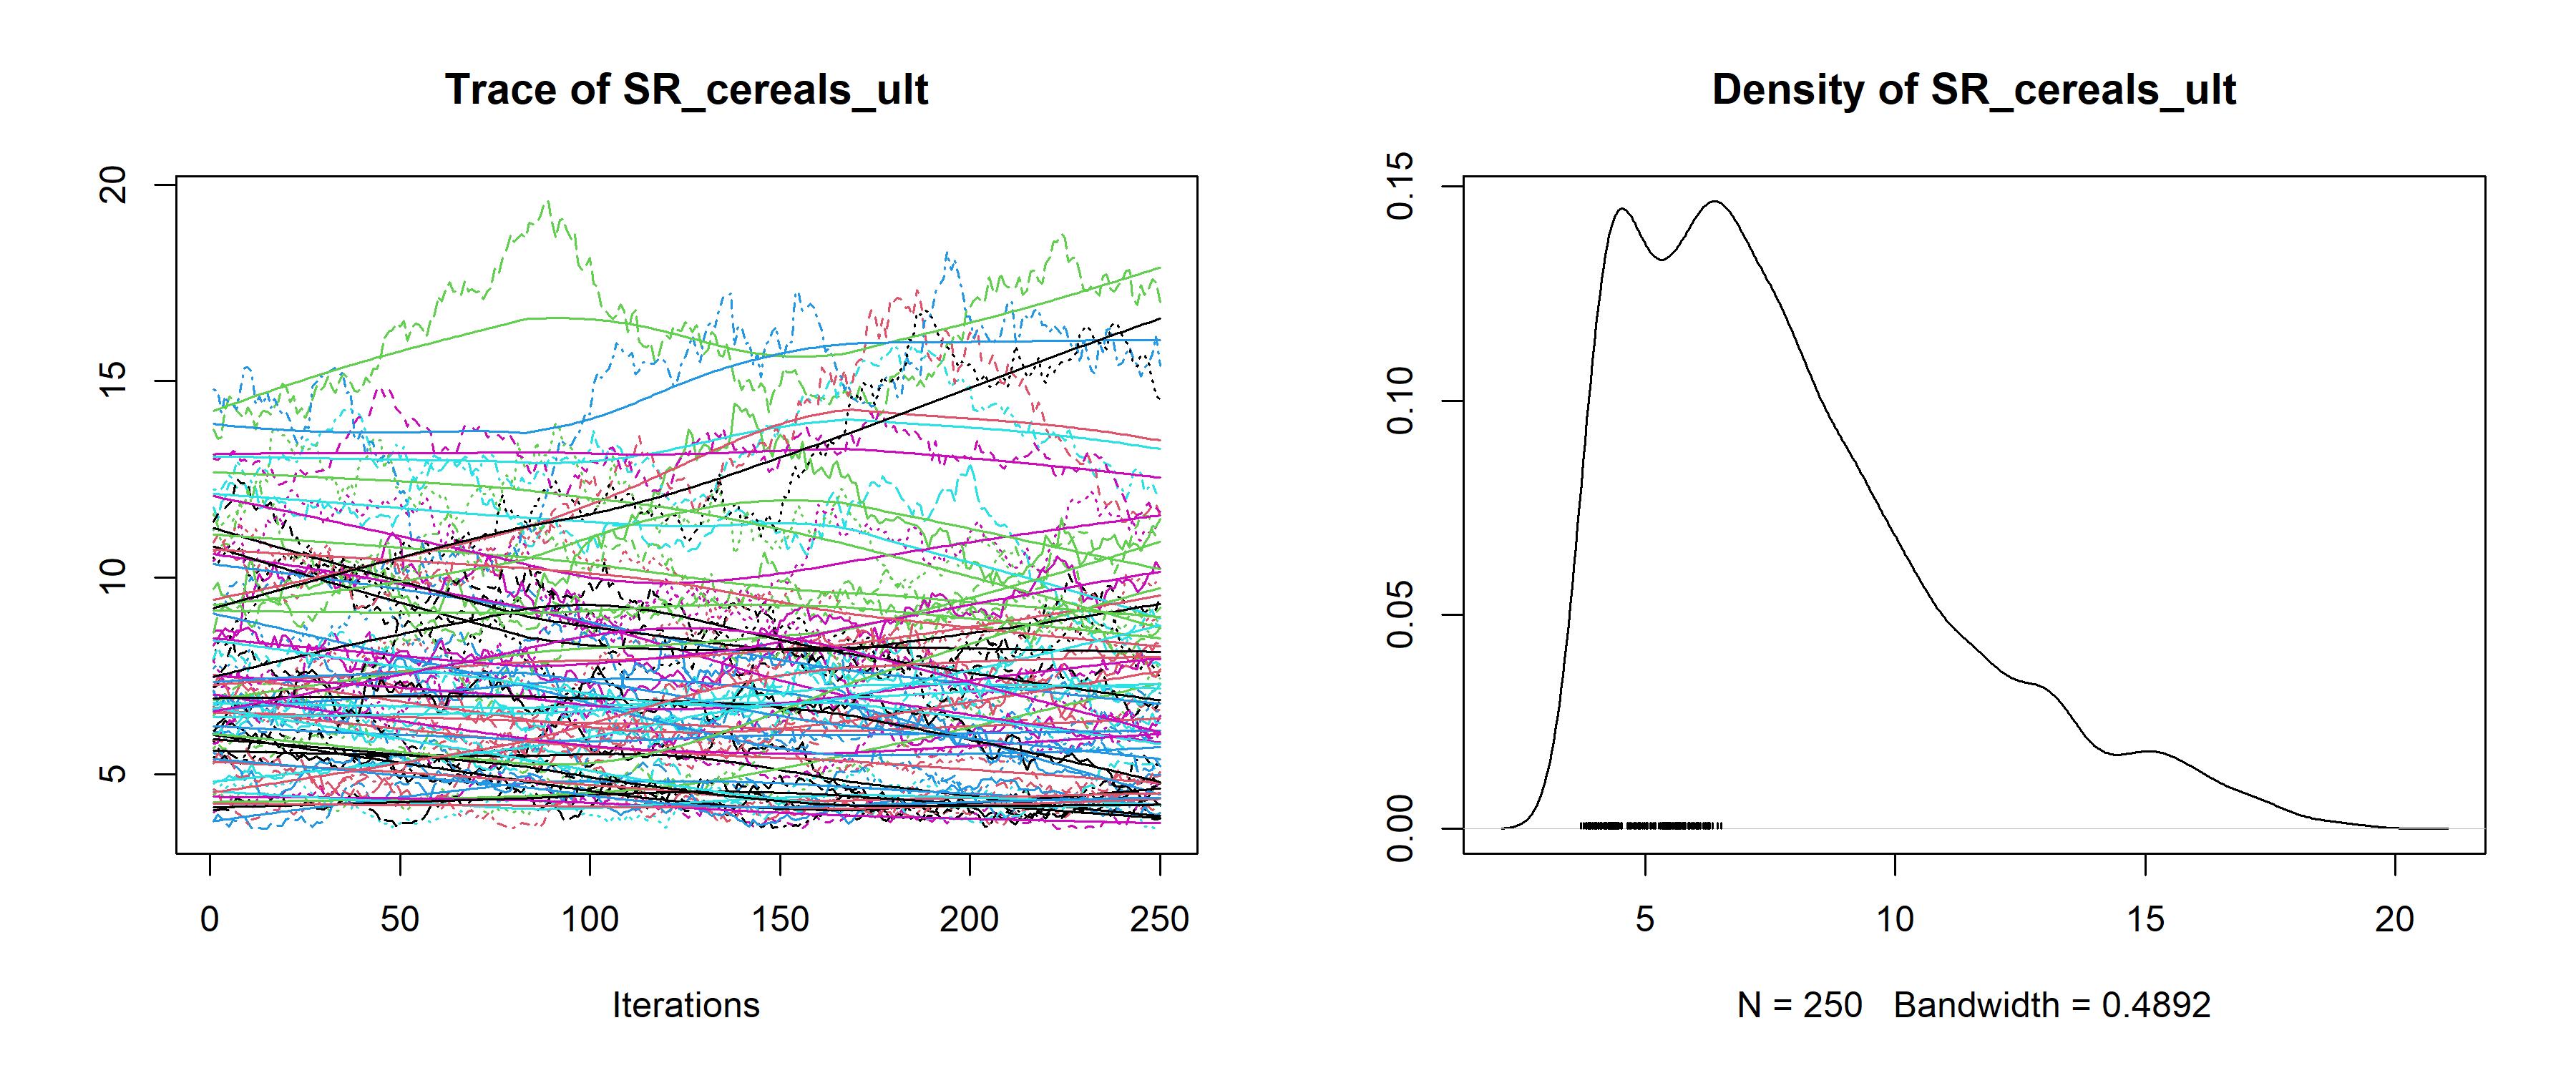 Trace of SR_cereals_ult
20
15
10
5
0 50 100 150 200 250
Iterations
Density of SR_cereals_ult
0.15
0.10
0.05
0.00
5 10 15 20
N = 250 Bandwidth = 0.4892